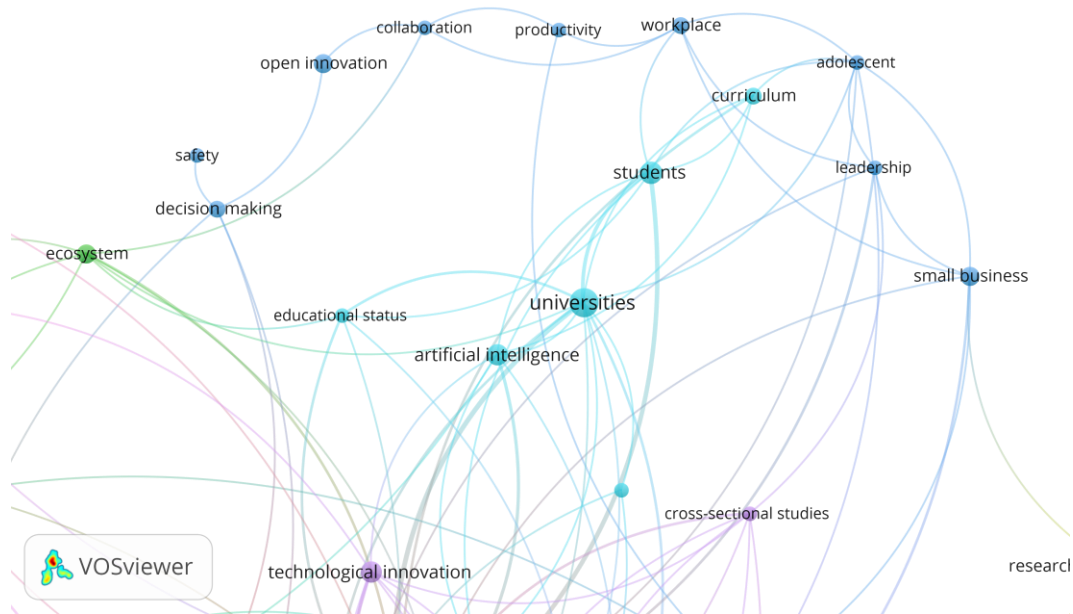 collaboration
productivity
workplace
open innovation
adolescent
curriculum
safety
students
leadership
decision making
ecosystem
small business
universities
educational status
artificial intelligence
cross-sectional studies
VOSviewer
technological innovation
research